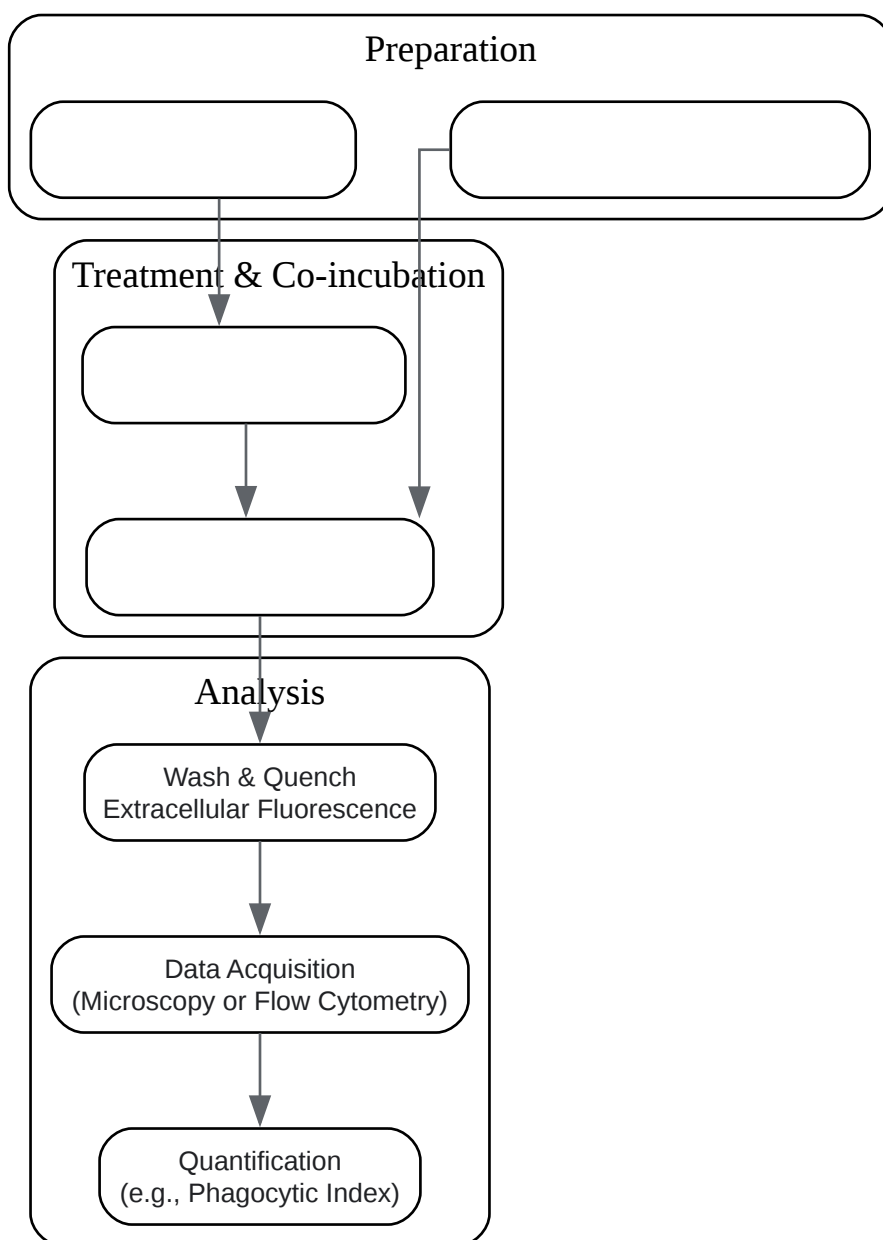 Preparation
Treatment & Co-incubation
Analysis
Wash & Quench
Extracellular Fluorescence
Data Acquisition
(Microscopy or Flow Cytometry)
Quantification
(e.g., Phagocytic Index)